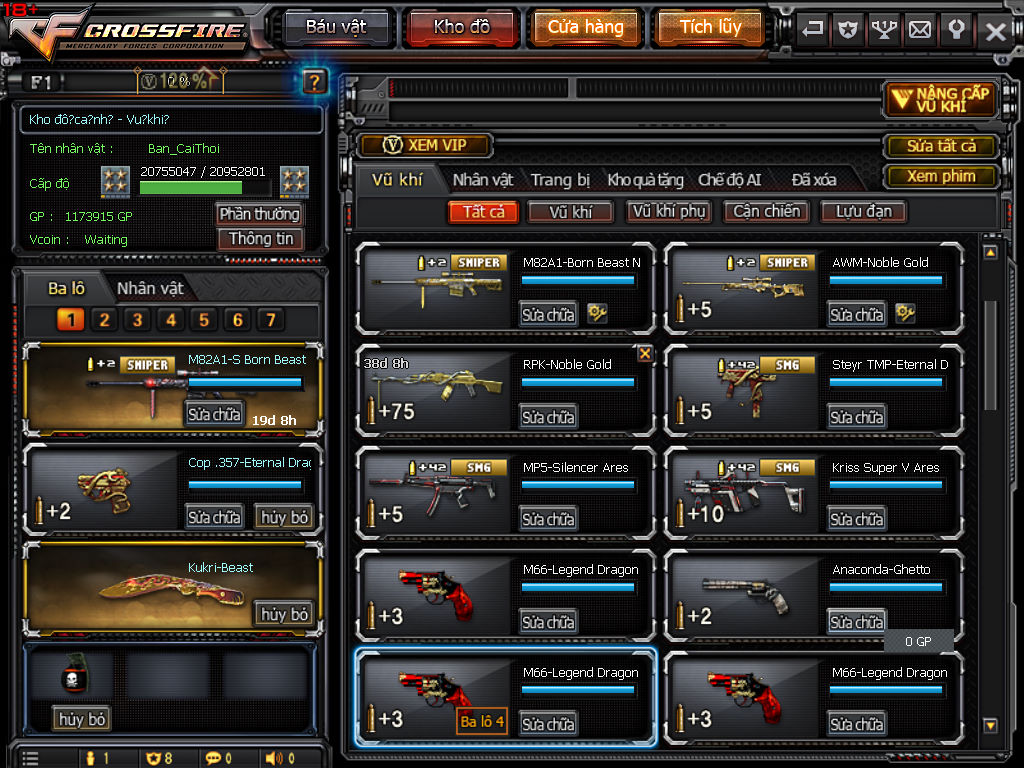 18+
CROSSFIRE
MERCENARY FORCES CORPORATION
Báu vật
Kho đồ
Cửa hàng
Tích lũy
F1
?
NÂNG CẤP
VŨ KHÍ
Kho đô?ca?nh? - Vu?khi?
Tên nhân vật : Ban_CaiThoi
Cấp độ 20755047 / 20952801
GP : 1173915 GP
Phần thưởng
Vcoin : Waiting
Thông tin
XEM VIP
Sửa tất cả
Xem phim
Vũ khí
Nhân vật
Trang bị
Kho quà tặng
Chế độ AI
Đã xóa
Tất cả
Vũ khí
Vũ khí phụ
Cận chiến
Lựu đạn
Ba lô
Nhân vật
1 2 3 4 5 6 7
+2 SNIPER
M82A1-S Born Beast
Sửa chữa
19d 8h
Cop .357-Eternal Drag
+2
Sửa chữa
hủy bỏ
Kukri-Beast
hủy bỏ
hủy bỏ
1
8
0
0
+2 SNIPER
M82A1-Born Beast N
Sửa chữa
+2 SNIPER
AWM-Noble Gold
+5
Sửa chữa
38d 8h
RPK-Noble Gold
+75
Sửa chữa
+42 SMG
Steyr TMP-Eternal D
+5
Sửa chữa
+42 SMG
MP5-Silencer Ares
+5
Sửa chữa
+42 SMG
Kriss Super V Ares
+10
Sửa chữa
M66-Legend Dragon
+3
Sửa chữa
Anaconda-Ghetto
+2
Sửa chữa
0 GP
M66-Legend Dragon
+3
Ba lô 4
Sửa chữa
M66-Legend Dragon
+3
Sửa chữa